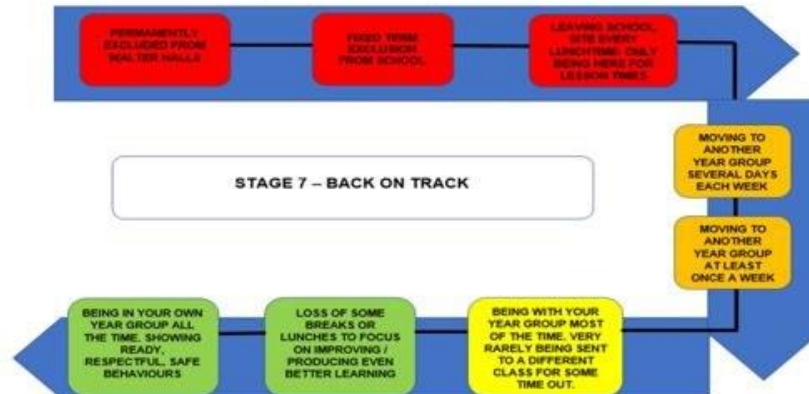 PERMANENTLY
EXCLUDED FROM
WALTER HALLS
FIXED TERM
EXCLUSION
FROM SCHOOL
LEAVING SCHOOL
SITE EVERY
LUNCHTIME: ONLY
BEING HERE FOR
LESSON TIMES
MOVING TO
ANOTHER
YEAR GROUP
SEVERAL DAYS
EACH WEEK
STAGE 7 – BACK ON TRACK
MOVING TO
ANOTHER
YEAR GROUP
AT LEAST
ONCE A WEEK
BEING IN YOUR OWN
YEAR GROUP ALL
THE TIME. SHOWING
READY,
RESPECTFUL, SAFE
BEHAVIOURS
LOSS OF SOME
BREAKS OR
LUNCHES TO FOCUS
ON IMPROVING /
PRODUCING EVEN
BETTER LEARNING
BEING WITH YOUR
YEAR GROUP MOST
OF THE TIME. VERY
RARELY BEING SENT
TO A DIFFERENT
CLASS FOR SOME
TIME OUT.